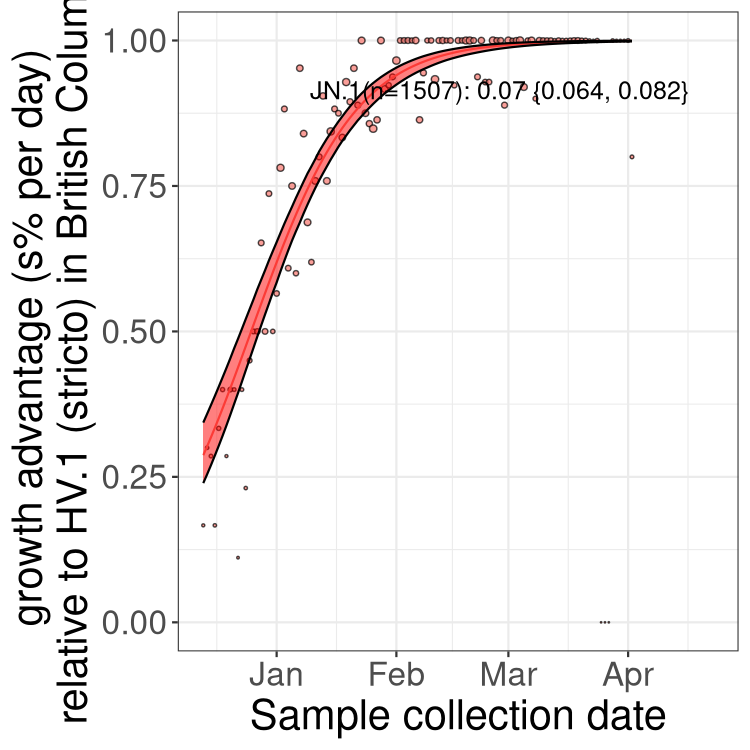 growth advantage (s% per day)
relative to HV.1 (stricto) in British Colum
1.00
0.75
0.50
0.25
0.00
JN.1(n=1507): 0.07 {0.064, 0.082}
Jan Feb Mar Apr
Sample collection date